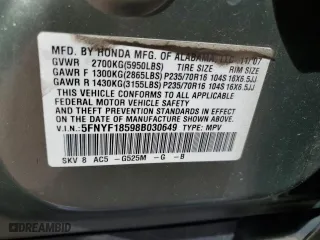 MFD. BY HONDA MFG. OF ALABAMA, LLC 11/07
GVWR 2700KG(5950LBS) TIRE SIZE RIM SIZE
GAWR F 1300KG(2865LBS) P235/70R16 104S 16X6.5JJ
GAWR R 1430KG(3155LBS) P235/70R16 104S 16X6.5JJ
THIS VEHICLE CONFORMS TO ALL APPLICABLE
FEDERAL MOTOR VEHICLE SAFETY AND THEFT
PREVENTION STANDARDS IN EFFECT ON THE DATE
OF MANUFACTURE SHOWN ABOVE.
V.I.N: 5FNYF18598B030649 TYPE: MPV
SKV 8 AC5 -G525M -G -B